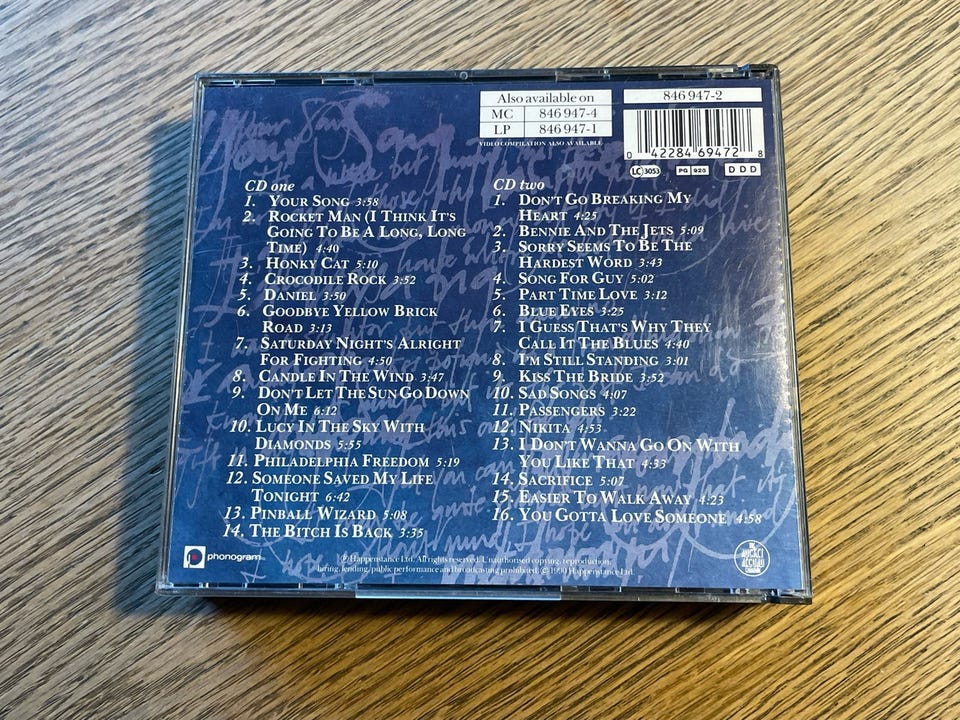 Also available on
MC 846 947-4
LP 846 947-1
VIDEO COMPILATION ALSO AVAILABLE
846 947-2
0 42284 69472 8
LC 3053
PG 925
D D D
CD one
1. YOUR SONG 3:58
2. ROCKET MAN (I THINK IT'S
GOING TO BE A LONG, LONG
TIME) 4:40
3. HONKY CAT 5:10
4. CROCODILE ROCK 3:52
5. DANIEL 3:50
6. GOODBYE YELLOW BRICK
ROAD 3:13
7. SATURDAY NIGHT'S ALRIGHT
FOR FIGHTING 4:50
8. CANDLE IN THE WIND 3:47
9. DON'T LET THE SUN GO DOWN
ON ME 6:12
10. LUCY IN THE SKY WITH
DIAMONDS 5:55
11. PHILADELPHIA FREEDOM 5:19
12. SOMEONE SAVED MY LIFE
TONIGHT 6:42
13. PINBALL WIZARD 5:08
14. THE BITCH IS BACK 3:35
CD two
1. DON'T GO BREAKING MY
HEART 4:25
2. BENNIE AND THE JETS 5:09
3. SORRY SEEMS TO BE THE
HARDEST WORD 3:43
4. SONG FOR GUY 5:02
5. PART TIME LOVE 3:12
6. BLUE EYES 3:25
7. I GUESS THAT'S WHY THEY
CALL IT THE BLUES 4:40
8. I'M STILL STANDING 3:01
9. KISS THE BRIDE 3:52
10. SAD SONGS 4:07
11. PASSENGERS 3:22
12. NIKITA 4:53
13. I DON'T WANNA GO ON WITH
YOU LIKE THAT 4:33
14. SACRIFICE 5:07
15. EASIER TO WALK AWAY 4:23
16. YOU GOTTA LOVE SOMEONE 4:58
phonogram
℗ Happenstance Ltd. All rights reserved. Unauthorised copying, reproduction,
hiring, lending, public performance and broadcasting prohibited. © 1990 Happenstance Ltd.